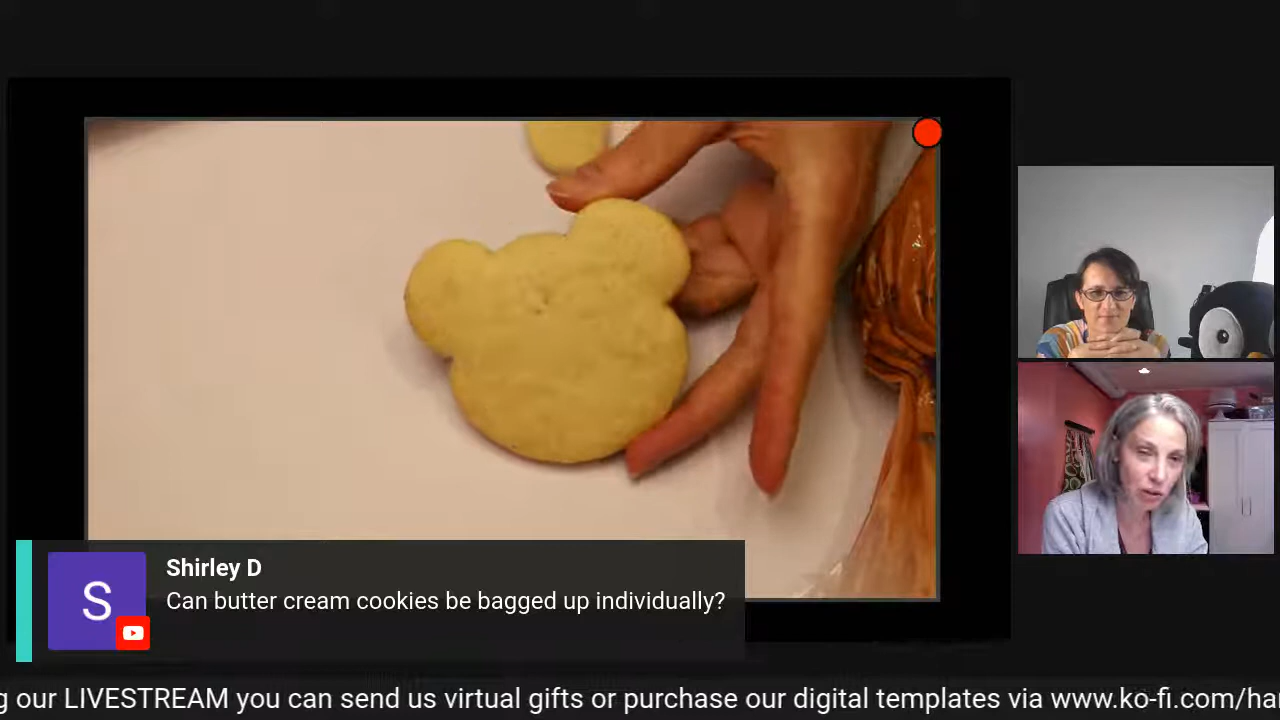 S
Shirley D
Can butter cream cookies be bagged up individually?
g our LIVESTREAM you can send us virtual gifts or purchase our digital templates via www.ko-fi.com/ha